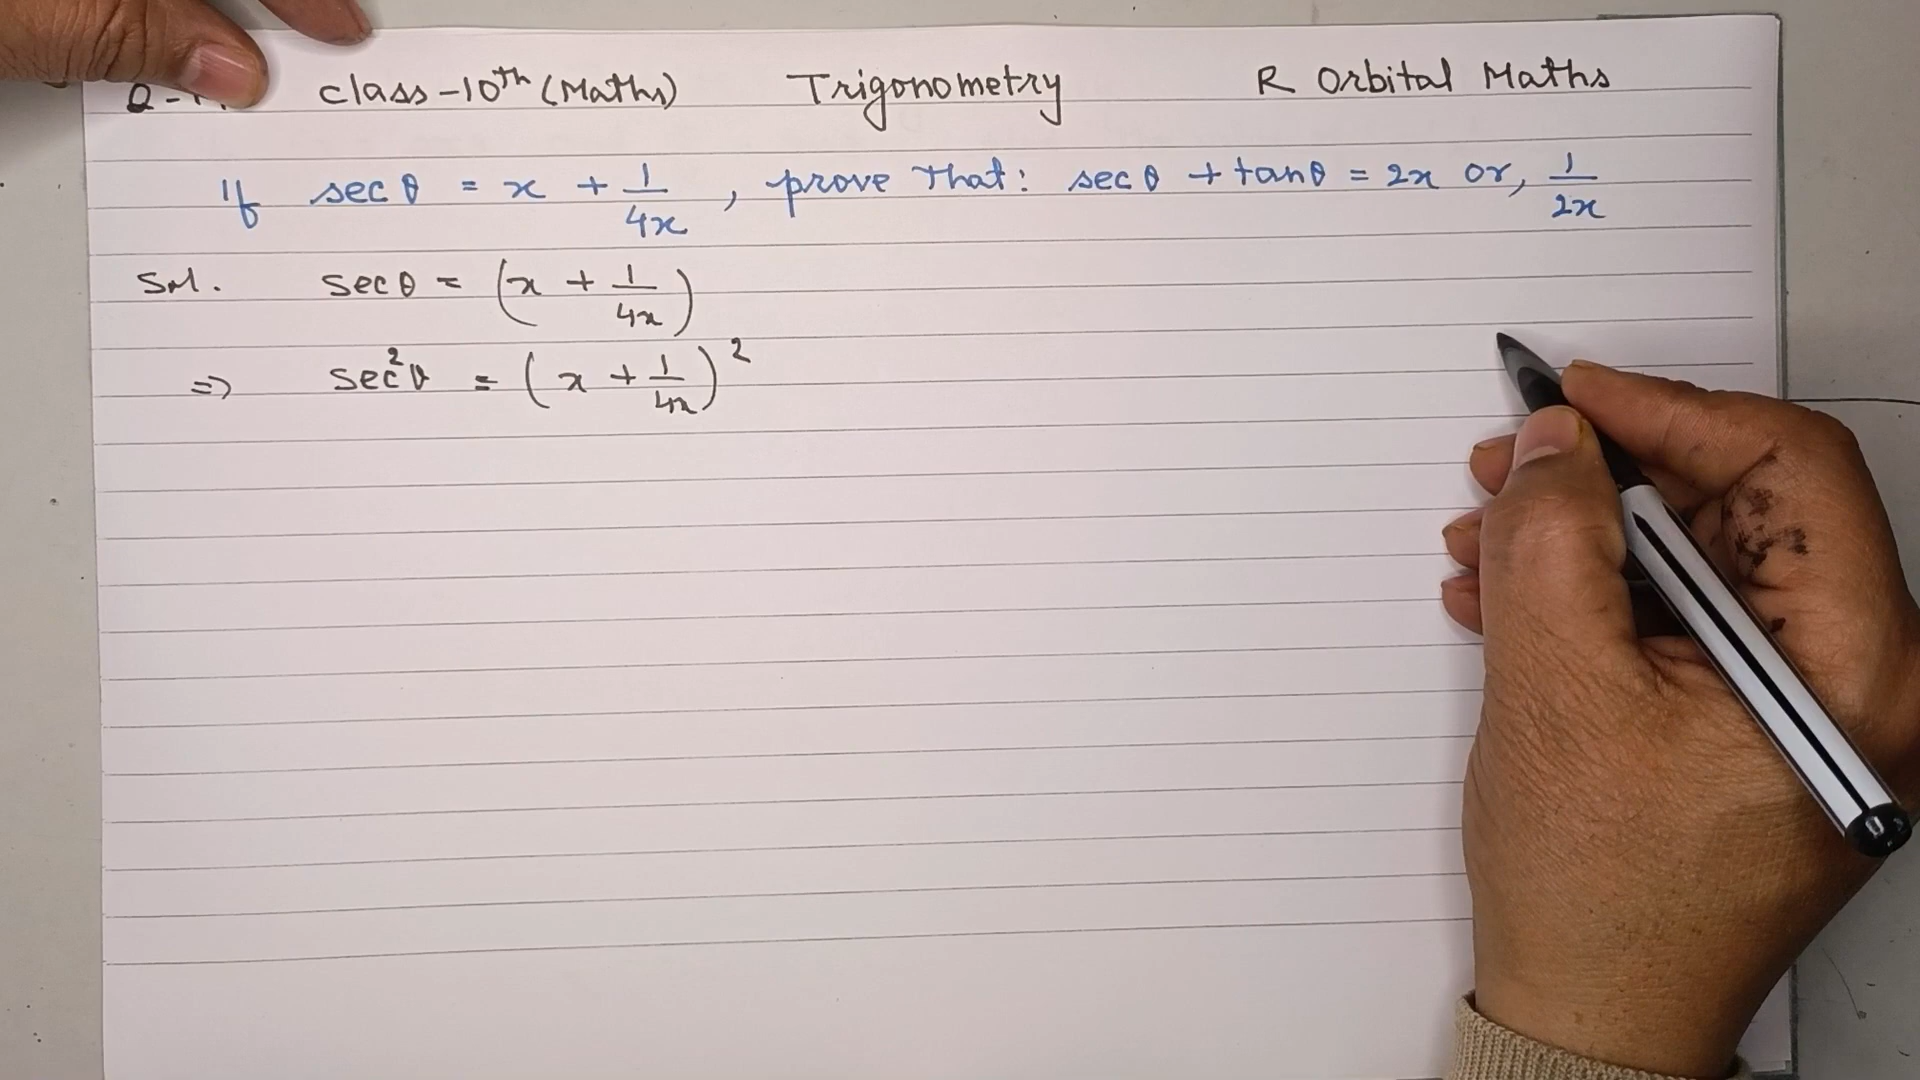 class-10th (Maths) Trigonometry R Orbital Maths
If sec θ = x + 1/4x, prove that: sec θ + tan θ = 2x or, 1/2x
Sol. sec θ = (x + 1/4x)
=> sec²θ = (x + 1/4x)²